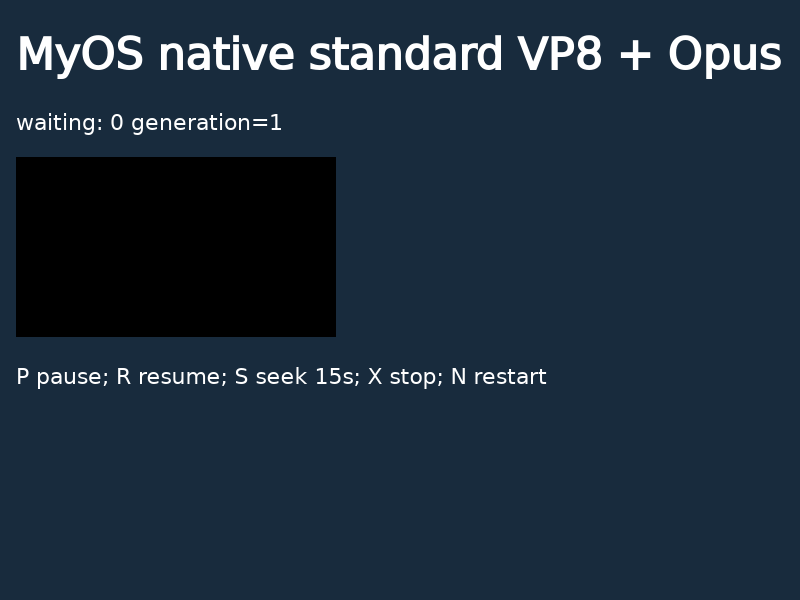 MyOS native standard VP8 + Opus
waiting: 0 generation=1
P pause; R resume; S seek 15s; X stop; N restart